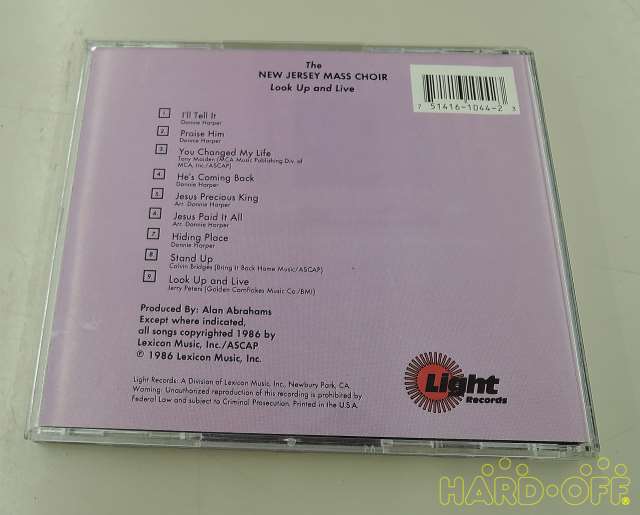 The
NEW JERSEY MASS CHOIR
Look Up and Live
7 51416-1044-2 3
1. I'll Tell It
Donnie Harper
2. Praise Him
Donnie Harper
3. You Changed My Life
Tony Maiden (MCA Music Publishing Div. of
MCA, Inc./ASCAP)
4. He's Coming Back
Donnie Harper
5. Jesus Precious King
Arr. Donnie Harper
6. Jesus Paid It All
Arr. Donnie Harper
7. Hiding Place
Donnie Harper
8. Stand Up
Calvin Bridges (Bring It Back Home Music/ASCAP)
9. Look Up and Live
Jerry Peters (Golden Cornflakes Music Co./BMI)
Produced By: Alan Abrahams
Except where indicated,
all songs copyrighted 1986 by
Lexicon Music, Inc./ASCAP
℗ 1986 Lexicon Music, Inc.
Light Records: A Division of Lexicon Music, Inc., Newbury Park, CA.
Warning: Unauthorized reproduction of this recording is prohibited by
Federal Law and subject to Criminal Prosecution. Printed in the U.S.A.
Light
Records
HARD-OFF